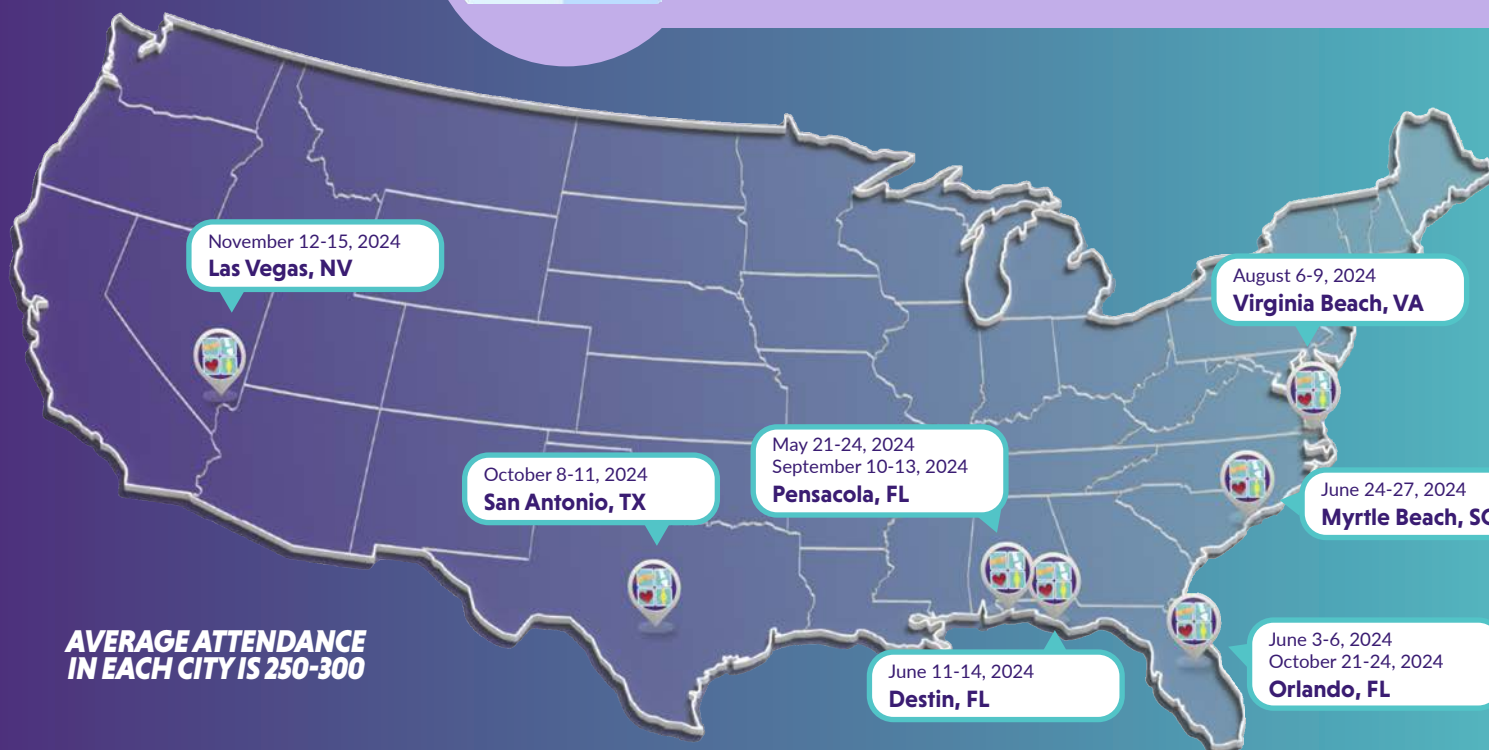 November 12-15, 2024
Las Vegas, NV
August 6-9, 2024
Virginia Beach, VA
May 21-24, 2024
September 10-13, 2024
Pensacola, FL
October 8-11, 2024
San Antonio, TX
June 24-27, 2024
Myrtle Beach, SC
AVERAGE ATTENDANCE
IN EACH CITY IS 250-300
June 11-14, 2024
Destin, FL
June 3-6, 2024
October 21-24, 2024
Orlando, FL